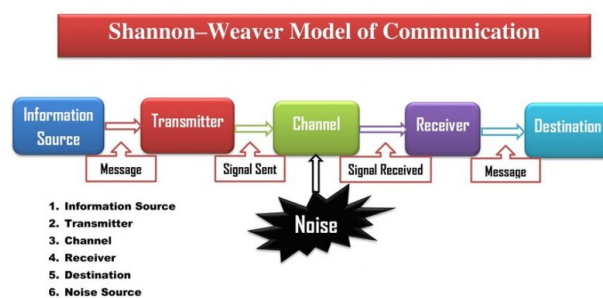 Shannon–Weaver Model of Communication
Information
Source
Transmitter
Channel
Receiver
Destination
Message
Signal Sent
Signal Received
Message
Noise
1. Information Source
2. Transmitter
3. Channel
4. Receiver
5. Destination
6. Noise Source